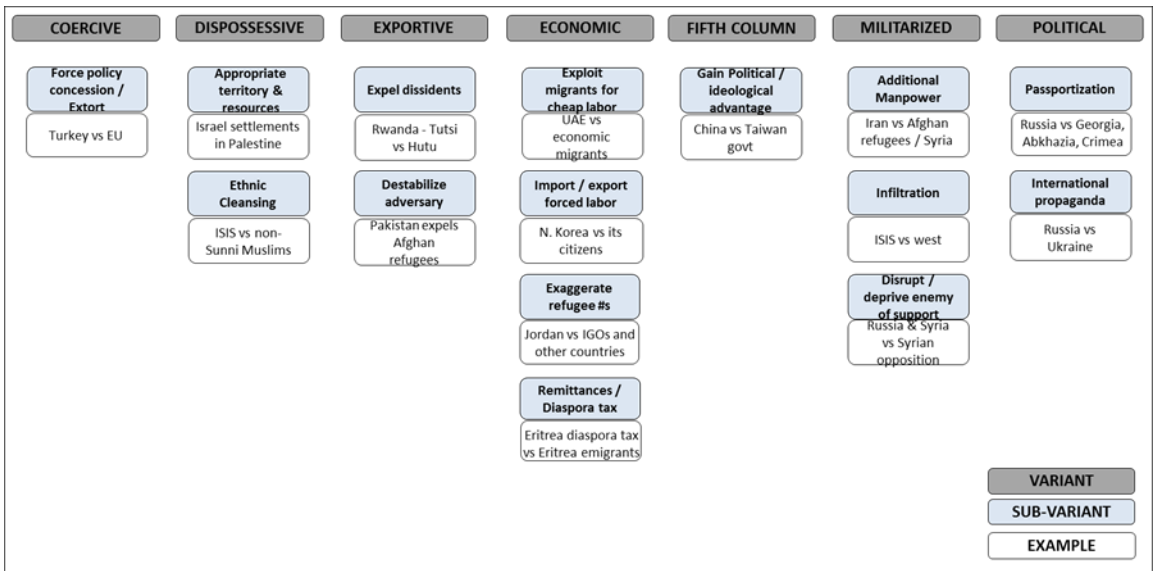 COERCIVE
DISPOSSESSIVE
EXPORTIVE
ECONOMIC
FIFTH COLUMN
MILITARIZED
POLITICAL
Force policy
concession /
Extort
Turkey vs EU
Appropriate
territory &
resources
Israel settlements
in Palestine
Ethnic
Cleansing
ISIS vs non-
Sunni Muslims
Expel dissidents
Rwanda - Tutsi
vs Hutu
Destabilize
adversary
Pakistan expels
Afghan
refugees
Exploit
migrants for
cheap labor
UAE vs
economic
migrants
Import / export
forced labor
N. Korea vs its
citizens
Exaggerate
refugee #s
Jordan vs IGOs and
other countries
Remittances /
Diaspora tax
Eritrea diaspora tax
vs Eritrea emigrants
Gain Political /
ideological
advantage
China vs Taiwan
govt
Additional
Manpower
Iran vs Afghan
refugees / Syria
Infiltration
ISIS vs west
Disrupt /
deprive enemy
of support
Russia & Syria
vs Syrian
opposition
Passportization
Russia vs Georgia,
Abkhazia, Crimea
International
propaganda
Russia vs
Ukraine
VARIANT
SUB-VARIANT
EXAMPLE